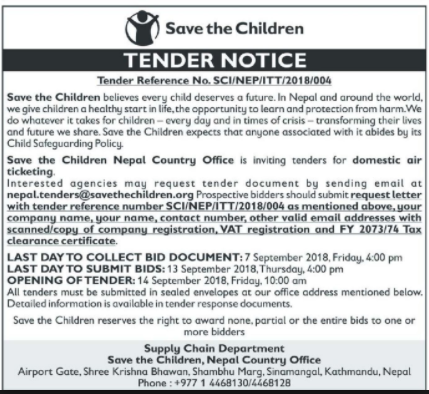 Save the Children
TENDER NOTICE
Tender Reference No. SCI/NEP/ITT/2018/004
Save the Children believes every child deserves a future. In Nepal and around the world,
we give children a healthy start in life, the opportunity to learn and protection from harm. We
do whatever it takes for children – every day and in times of crisis – transforming their lives
and future we share. Save the Children expects that anyone associated with it abides by its
Child Safeguarding Policy.
Save the Children Nepal Country Office is inviting tenders for domestic air
ticketing.
Interested agencies may request tender document by sending email at
nepal.tenders@savethechildren.org Prospective bidders should submit request letter
with tender reference number SCI/NEP/ITT/2018/004 as mentioned above, your
company name, your name, contact number, other valid email addresses with
scanned/copy of company registration, VAT registration and FY 2073/74 Tax
clearance certificate.
LAST DAY TO COLLECT BID DOCUMENT: 7 September 2018, Friday, 4:00 pm
LAST DAY TO SUBMIT BIDS: 13 September 2018, Thursday, 4:00 pm
OPENING OF TENDER: 14 September 2018, Friday, 10:00 am
All tenders must be submitted in sealed envelopes at our office address mentioned below.
Detailed information is available in tender response documents.
Save the Children reserves the right to award none, partial or the entire bids to one or
more bidders
Supply Chain Department
Save the Children, Nepal Country Office
Airport Gate, Shree Krishna Bhawan, Shambhu Marg, Sinamangal, Kathmandu, Nepal
Phone : +977 1 4468130/4468128